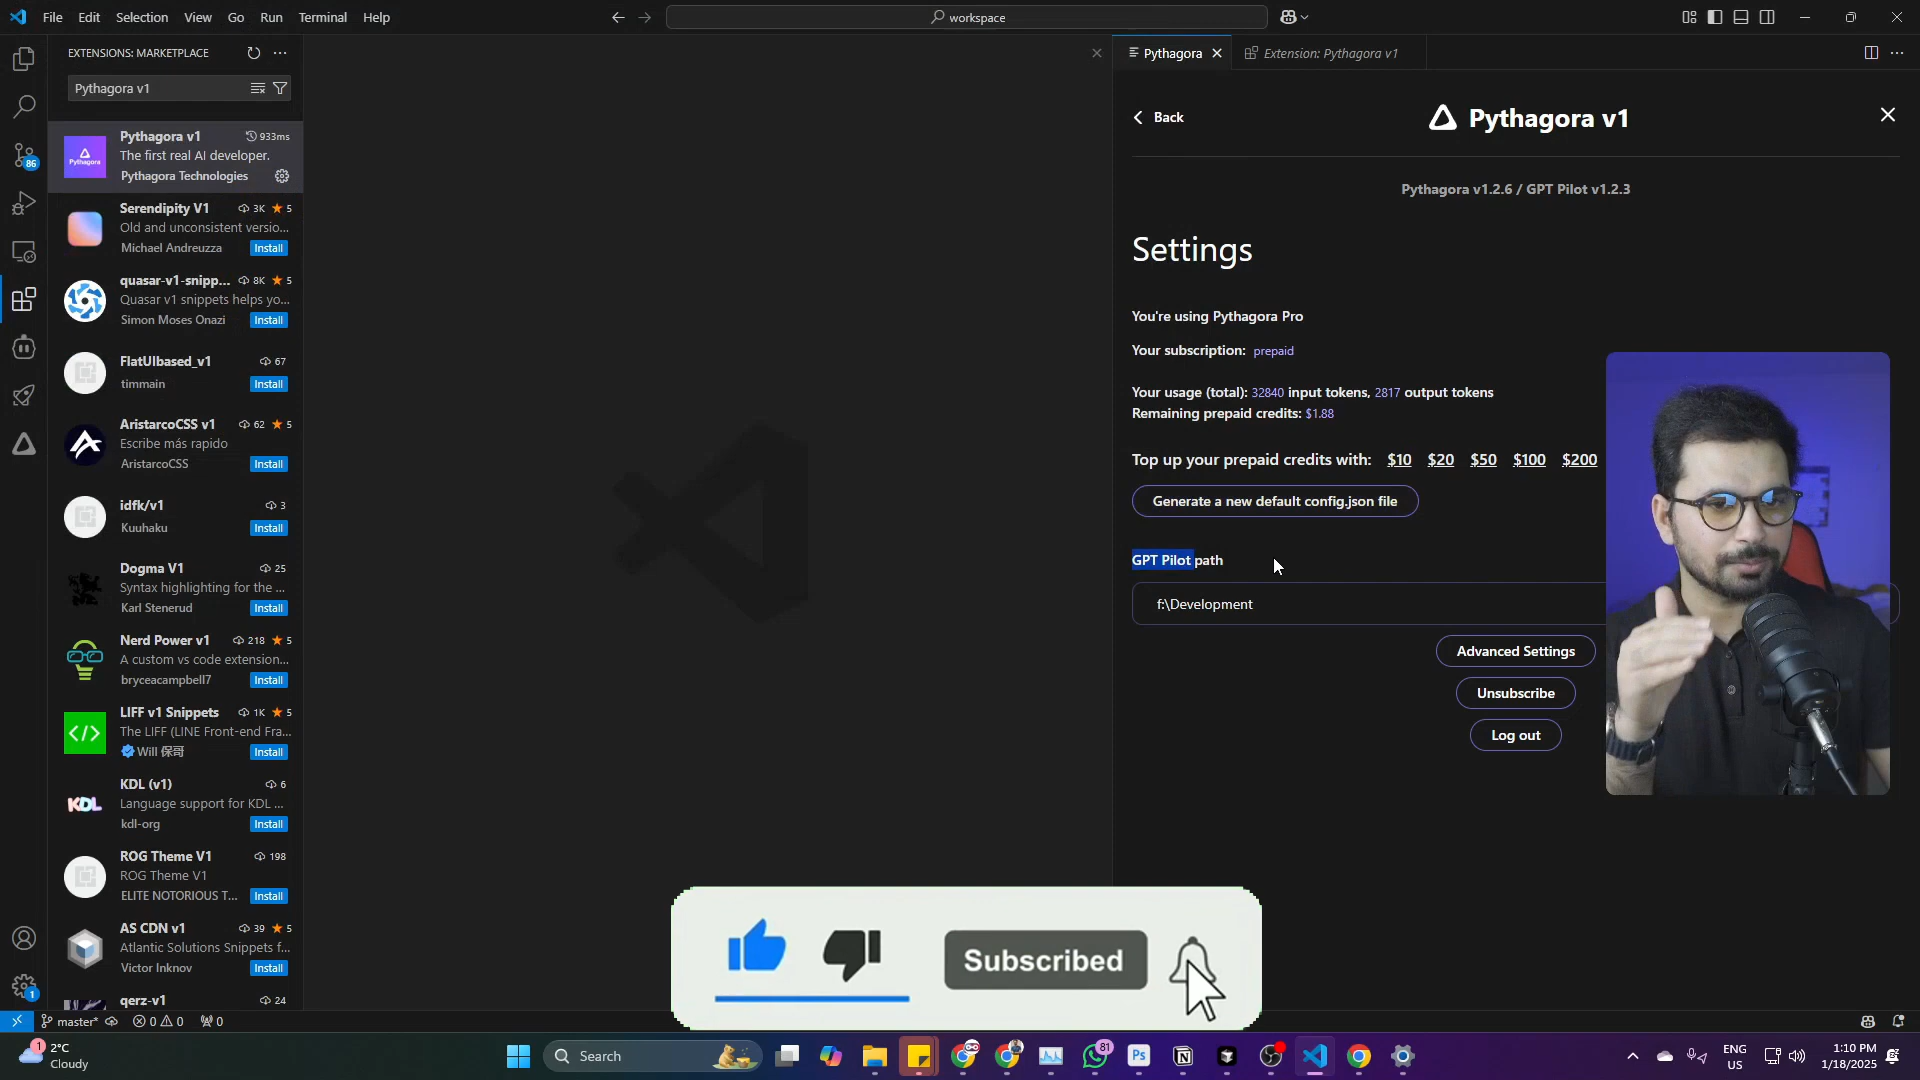 File Edit Selection View Go Run Terminal Help
workspace
EXTENSIONS: MARKETPLACE
Pythagora v1
Pythagora v1 933ms
The first real AI developer.
Pythagora Technologies
Serendipity V1 3K 5
Old and unconsistent versio...
Michael Andreuzza Install
quasar-v1-snipp... 8K 5
Quasar v1 snippets helps yo...
Simon Moses Onazi Install
FlatUIbased_v1 67
timmain Install
AristarcoCSS v1 62 5
Escribe más rapido
AristarcoCSS Install
idfk/v1 3
Kuuhaku Install
Dogma V1 25
Syntax highlighting for the ...
Karl Stenerud Install
Nerd Power v1 218 5
A custom vs code extension...
bryceacampbell7 Install
LIFF v1 Snippets 1K 5
The LIFF (LINE Front-end Fra...
Will 保哥 Install
KDL (v1) 6
Language support for KDL ...
kdl-org Install
ROG Theme V1 198
ROG Theme V1
ELITE NOTORIOUS T... Install
AS CDN v1 39 5
Atlantic Solutions Snippets f...
Victor Inknov Install
qerz-v1 24
Pythagora Extension: Pythagora v1
Back Pythagora v1
Pythagora v1.2.6 / GPT Pilot v1.2.3
Settings
You're using Pythagora Pro
Your subscription: prepaid
Your usage (total): 32840 input tokens, 2817 output tokens
Remaining prepaid credits: $1.88
Top up your prepaid credits with: $10 $20 $50 $100 $200
Generate a new default config.json file
GPT Pilot path
f:\Development
Advanced Settings
Unsubscribe
Log out
Subscribed
86
1
Pythagora
KDL
master* 0 0 0
1 2°C
Cloudy
Search
Ps
81
ENG
US
1:10 PM
1/18/2025